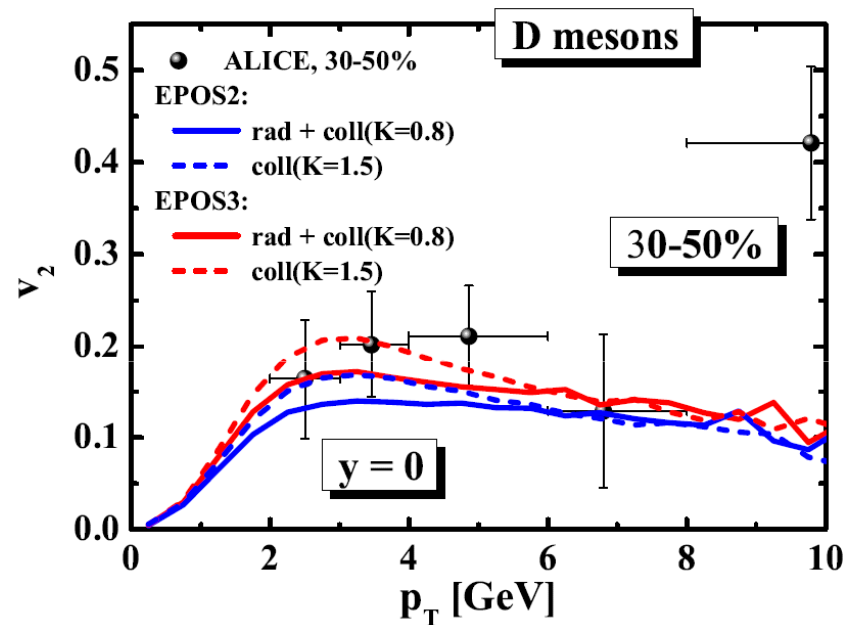 D mesons
ALICE, 30-50%
EPOS2:
rad + coll(K=0.8)
coll(K=1.5)
EPOS3:
rad + coll(K=0.8)
coll(K=1.5)
30-50%
y = 0
v2
0.5
0.4
0.3
0.2
0.1
0.0
0 2 4 6 8 10
pT [GeV]